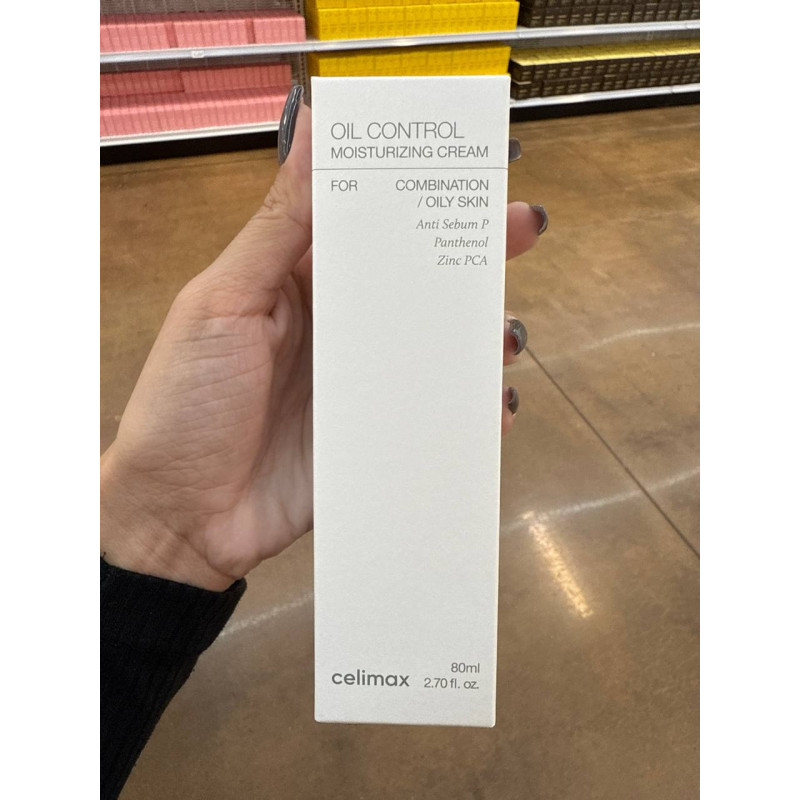 OIL CONTROL
MOISTURIZING CREAM
FOR COMBINATION
/ OILY SKIN
Anti Sebum P
Panthenol
Zinc PCA
80ml
celimax 2.70 fl. oz.